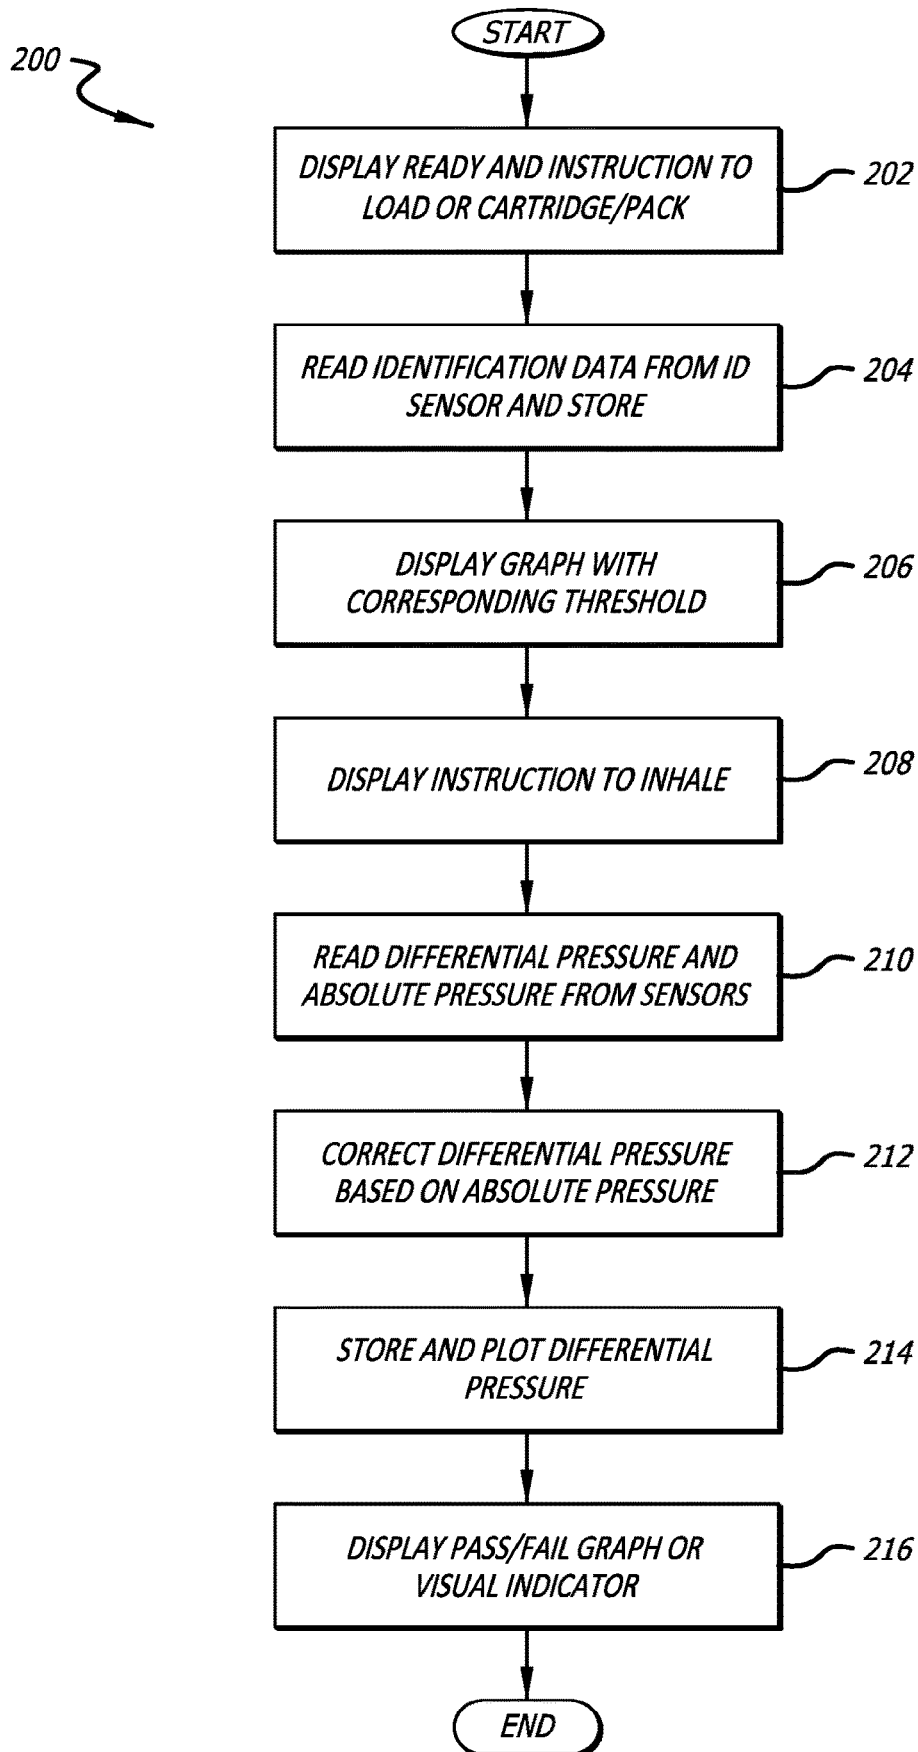 START
200
DISPLAY READY AND INSTRUCTION TO
LOAD OR CARTRIDGE/PACK
202
READ IDENTIFICATION DATA FROM ID
SENSOR AND STORE
204
DISPLAY GRAPH WITH
CORRESPONDING THRESHOLD
206
DISPLAY INSTRUCTION TO INHALE
208
READ DIFFERENTIAL PRESSURE AND
ABSOLUTE PRESSURE FROM SENSORS
210
CORRECT DIFFERENTIAL PRESSURE
BASED ON ABSOLUTE PRESSURE
212
STORE AND PLOT DIFFERENTIAL
PRESSURE
214
DISPLAY PASS/FAIL GRAPH OR
VISUAL INDICATOR
216
END